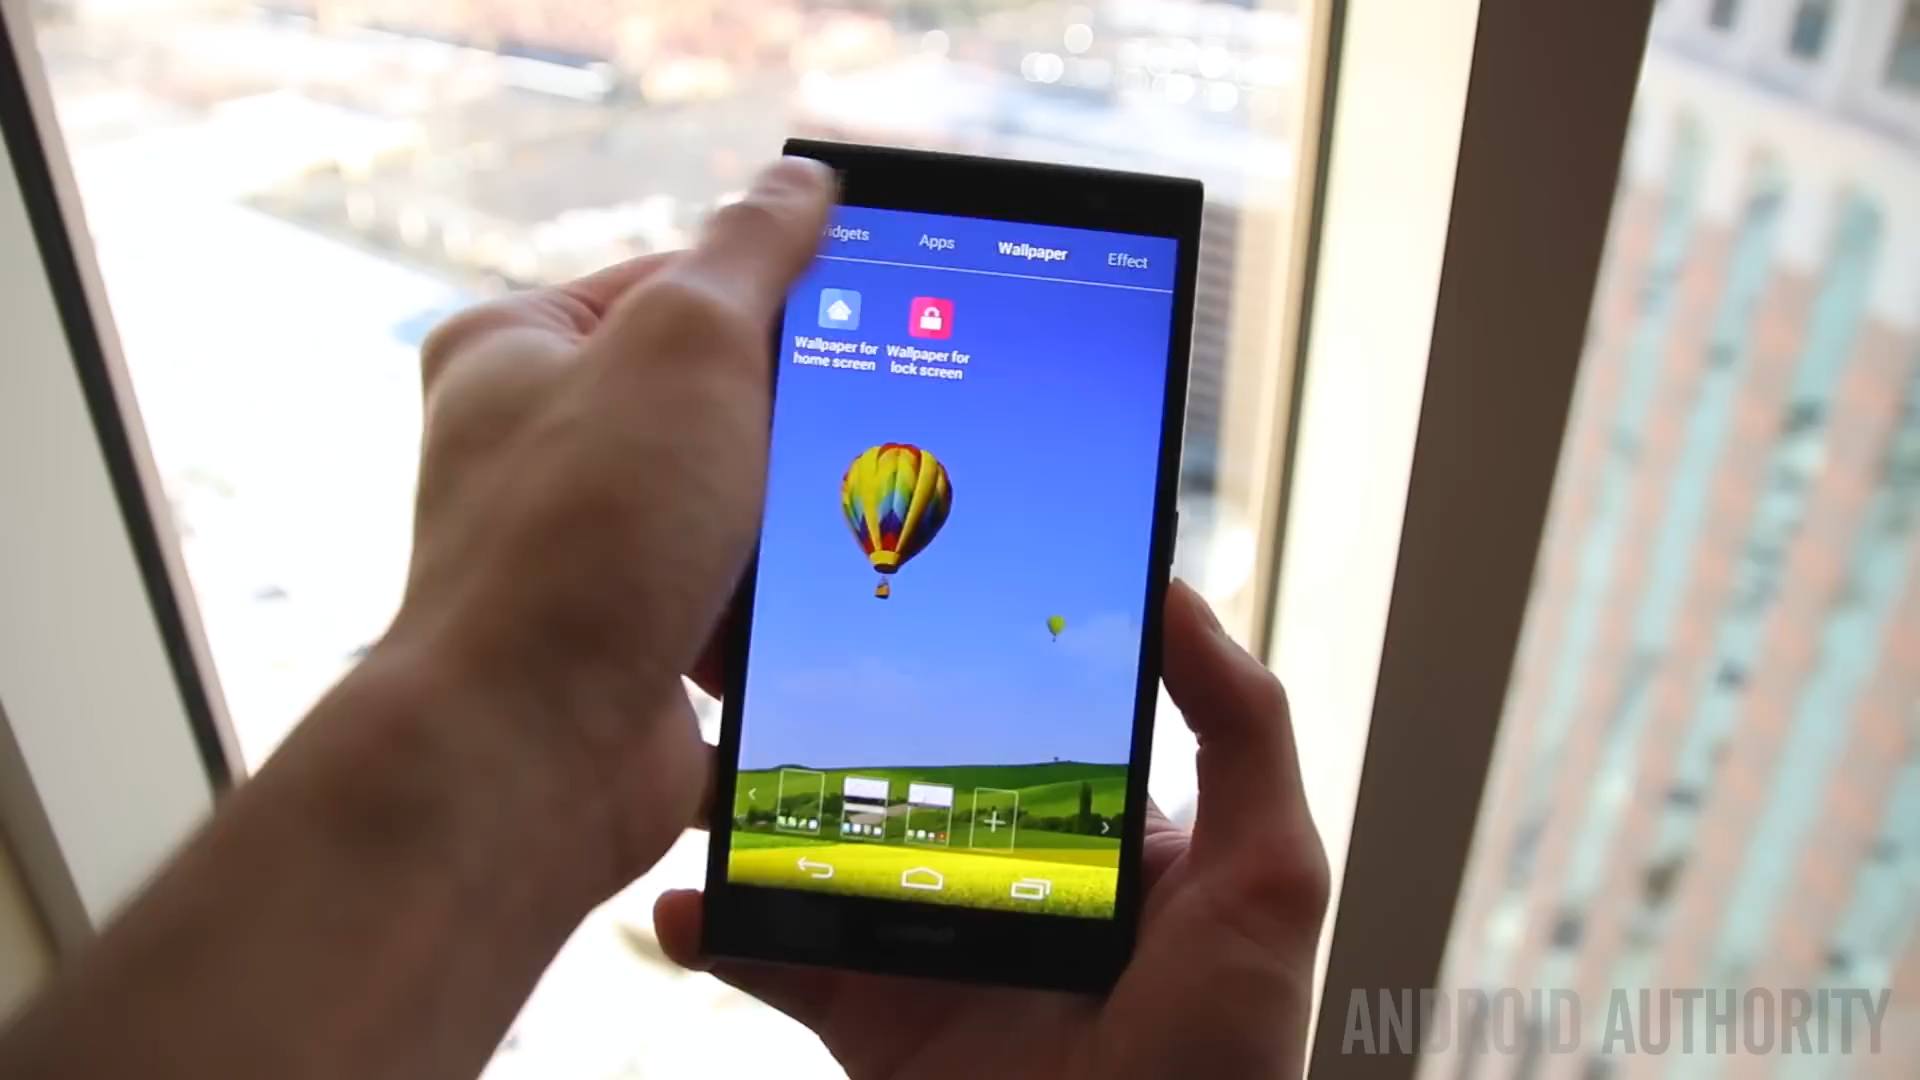 idgets Apps Wallpaper Effect
Wallpaper for
home screen
Wallpaper for
lock screen
ANDROID AUTHORITY